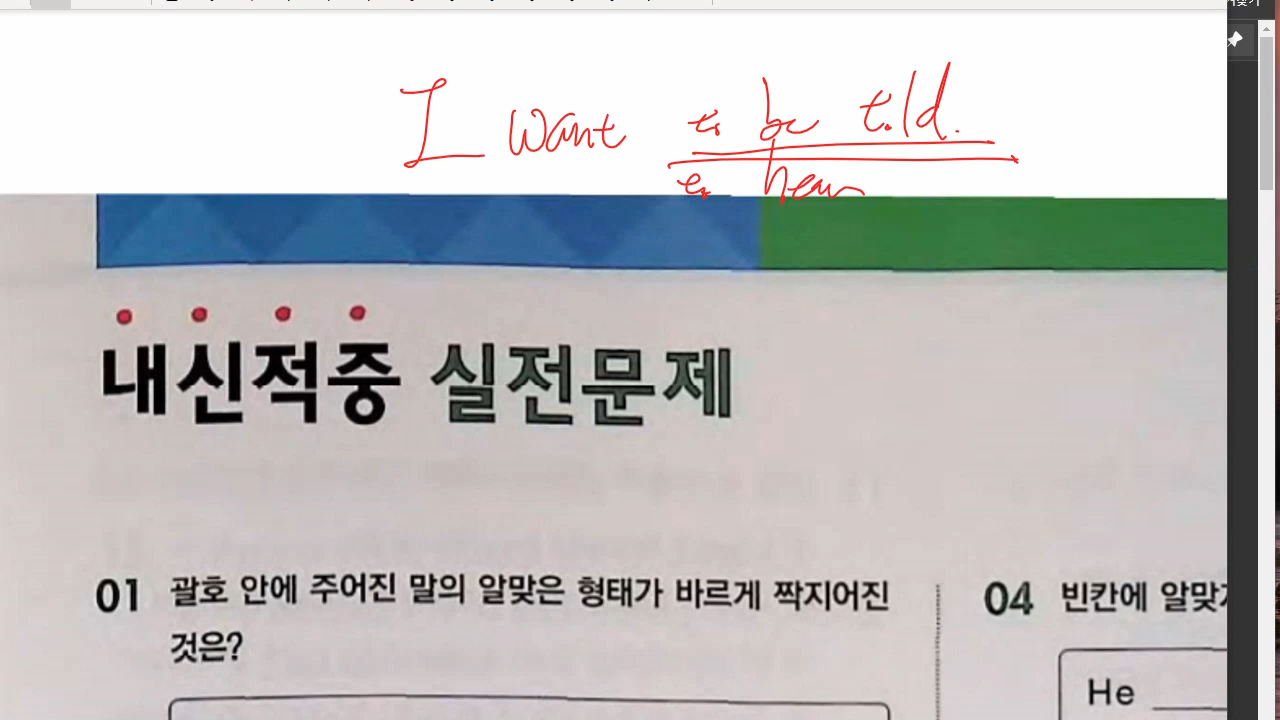 I want to be told.
to hear
내신적중 실전문제
01 괄호 안에 주어진 말의 알맞은 형태가 바르게 짝지어진
것은?
04 빈칸에 알맞
He